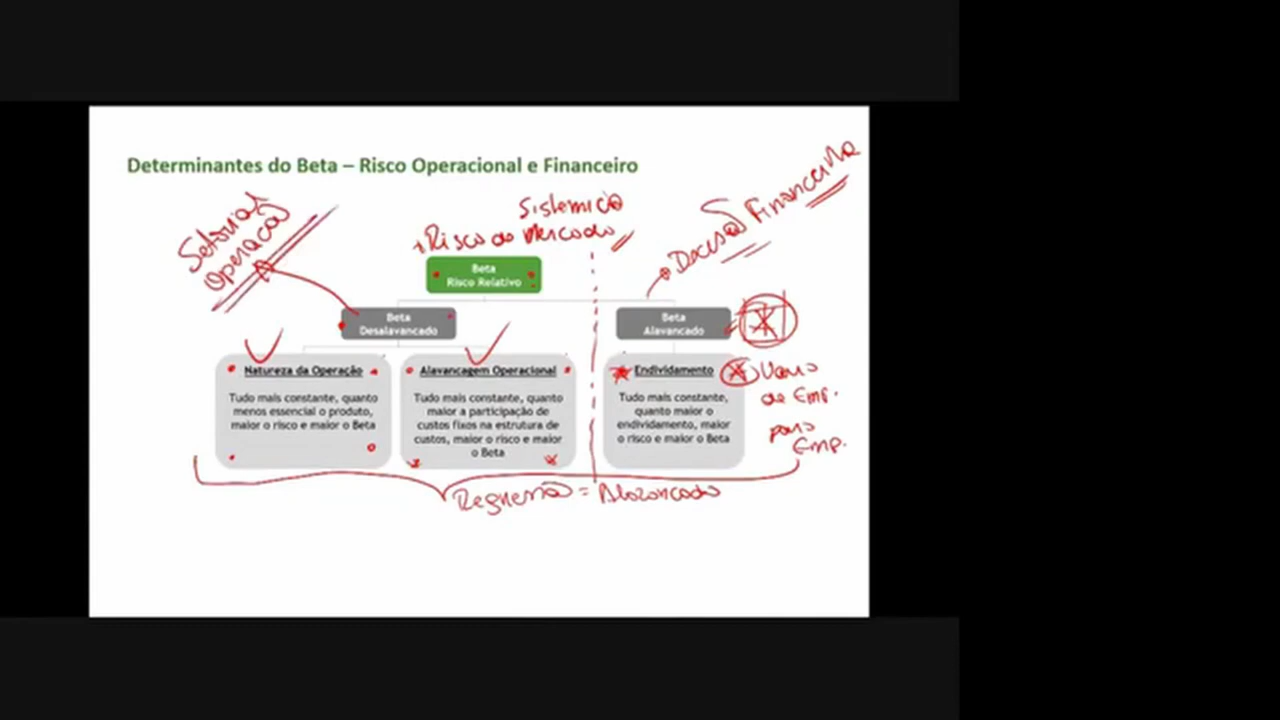 Determinantes do Beta – Risco Operacional e Financeiro
Setorial
Operacao
Sistemico
Risco do Mercado
Decisao Financeira
Beta
Risco Relativo
Beta
Desalavancado
Beta
Alavancado
Natureza da Operação
Tudo mais constante, quanto
menos essencial o produto,
maior o risco e maior o Beta
Alavancagem Operacional
Tudo mais constante, quanto
maior a participação de
custos fixos na estrutura de
custos, maior o risco e maior
o Beta
Endividamento
Tudo mais constante,
quanto maior o
endividamento, maior
o risco e maior o Beta
de Emp.
para
Emp.
Regressão = Alavancado